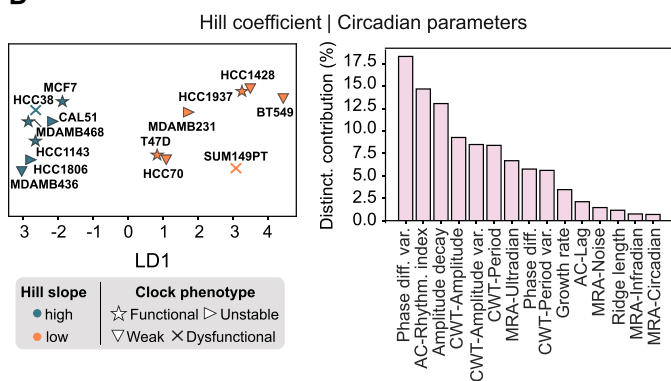 Hill coefficient | Circadian parameters
HCC1428
MCF7
HCC38
HCC1937
CAL51
BT549
MDAMB468
MDAMB231
T47D
HCC1143
SUM149PT
HCC1806
HCC70
MDAMB436
3 -2 -1 0 1 2 3 4
LD1
Hill slope
high
low
Clock phenotype
Functional
Unstable
Weak
Dysfunctional
Distinct. contribution (%)
17.5
15.0
12.5
10.0
7.5
5.0
2.5
0.0
Phase diff. var.
AC-Rhythm. index
Amplitude decay
CWT-Amplitude
CWT-Amplitude var.
CWT-Period
MRA-Ultradian
Phase diff.
CWT-Period var.
Growth rate
AC-Lag
MRA-Noise
Ridge length
MRA-Infradian
MRA-Circadian